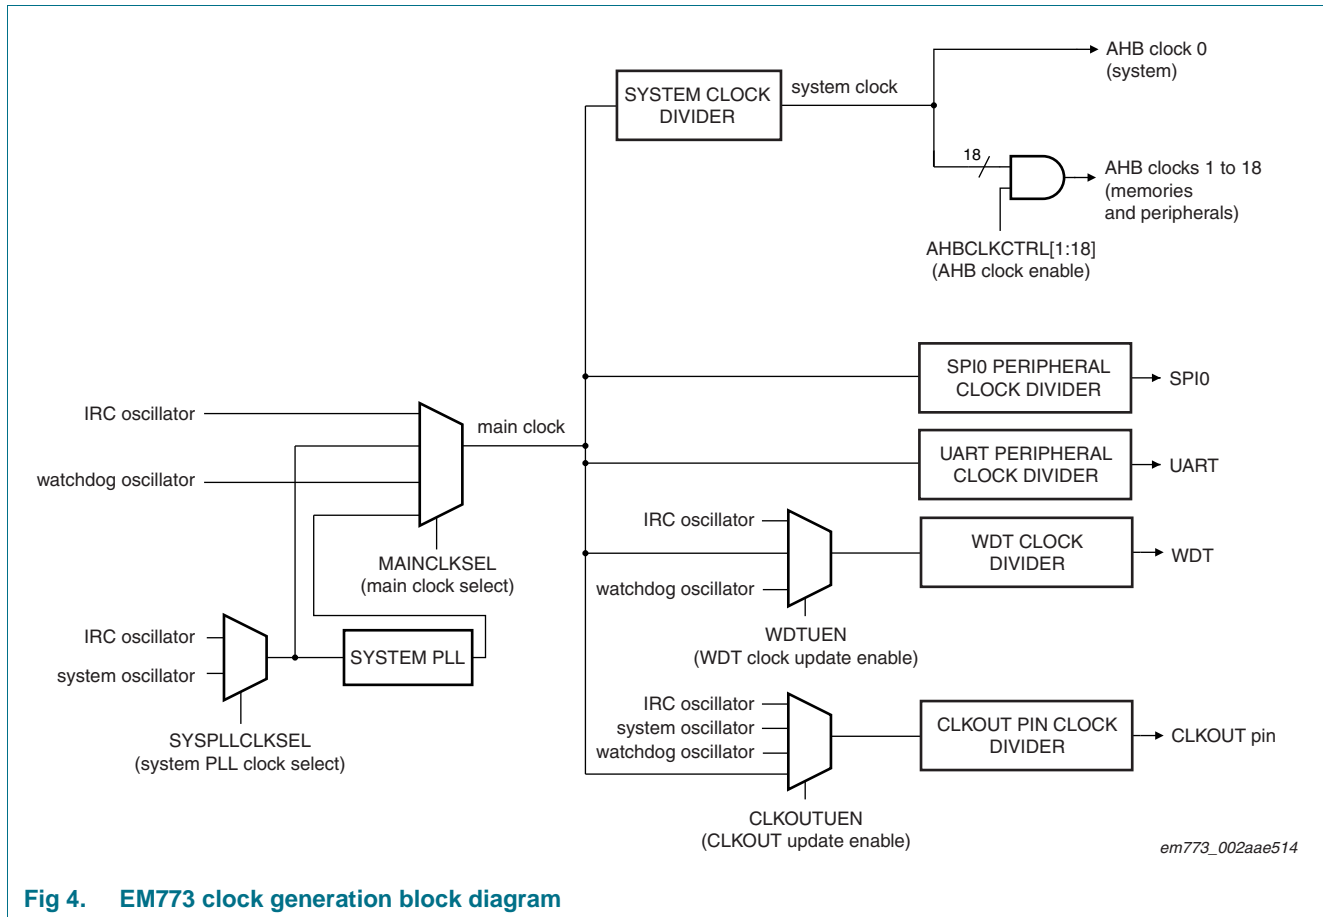 AHB clock 0
(system)
SYSTEM CLOCK
DIVIDER
system clock
18
AHB clocks 1 to 18
(memories
and peripherals)
AHBCLKCTRL[1:18]
(AHB clock enable)
SPI0 PERIPHERAL
CLOCK DIVIDER
SPI0
IRC oscillator
main clock
UART PERIPHERAL
CLOCK DIVIDER
UART
watchdog oscillator
IRC oscillator
WDT CLOCK
DIVIDER
WDT
MAINCLKSEL
(main clock select)
watchdog oscillator
WDTUEN
(WDT clock update enable)
IRC oscillator
system oscillator
SYSTEM PLL
SYSPLLCLKSEL
(system PLL clock select)
IRC oscillator
system oscillator
watchdog oscillator
CLKOUT PIN CLOCK
DIVIDER
CLKOUT pin
CLKOUTUEN
(CLKOUT update enable)
em773_002aae514
Fig 4. EM773 clock generation block diagram